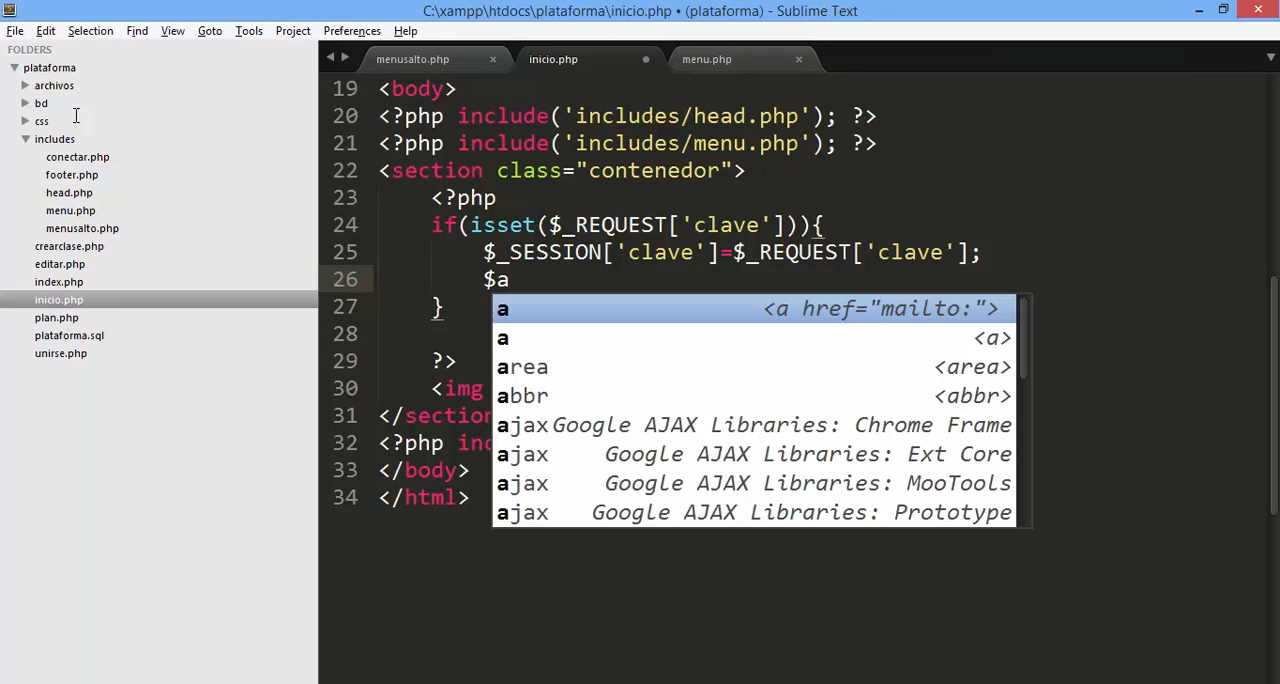 C:\xampp\htdocs\plataforma\inicio.php • (plataforma) - Sublime Text
File Edit Selection Find View Goto Tools Project Preferences Help
FOLDERS
plataforma
archivos
bd
css
includes
conectar.php
footer.php
head.php
menu.php
menusalto.php
crearclase.php
editar.php
index.php
inicio.php
plan.php
plataforma.sql
unirse.php
menusalto.php × inicio.php • menu.php ×
19 <body>
20 <?php include('includes/head.php'); ?>
21 <?php include('includes/menu.php'); ?>
22 <section class="contenedor">
23 <?php
24 if(isset($_REQUEST['clave'])){
25 $_SESSION['clave']=$_REQUEST['clave'];
26 $a
27 }
28
29 ?>
30 <img
31 </section
32 <?php inc
33 </body>
34 </html>
a <a href="mailto:">
a <a>
area <area>
abbr <abbr>
ajax Google AJAX Libraries: Chrome Frame
ajax Google AJAX Libraries: Ext Core
ajax Google AJAX Libraries: MooTools
ajax Google AJAX Libraries: Prototype